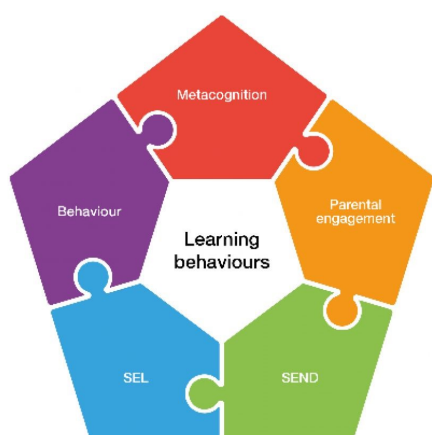 Metacognition
Behaviour
Parental
engagement
Learning
behaviours
SEL
SEND